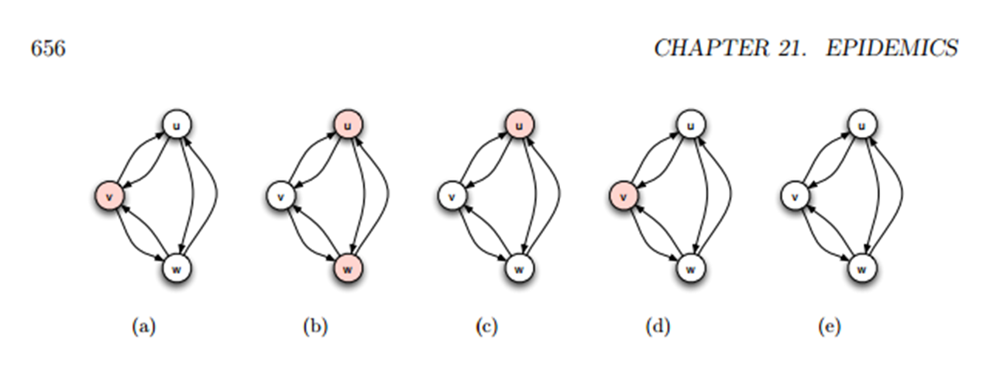 656 CHAPTER 21. EPIDEMICS
u u u u u
v v v v v
w w w w w
(a) (b) (c) (d) (e)